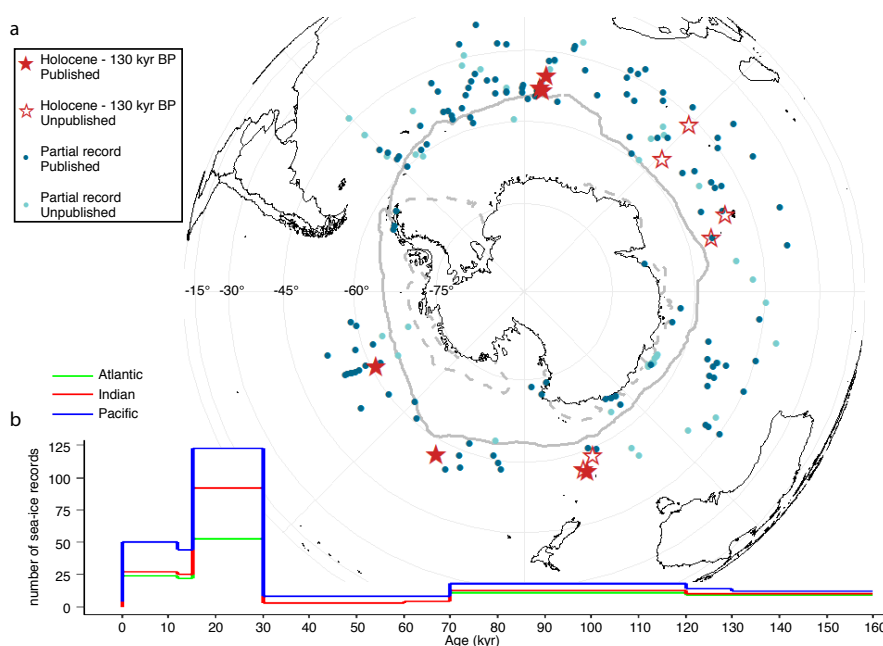 a
Holocene - 130 kyr BP
Published
Holocene - 130 kyr BP
Unpublished
Partial record
Published
Partial record
Unpublished
-15° -30° -45° -60° -75°
Atlantic
Indian
Pacific
b
number of sea-ice records
125
100
75
50
25
0
0 10 20 30 40 50 60 70 80 90 100 110 120 130 140 150 160
Age (kyr)